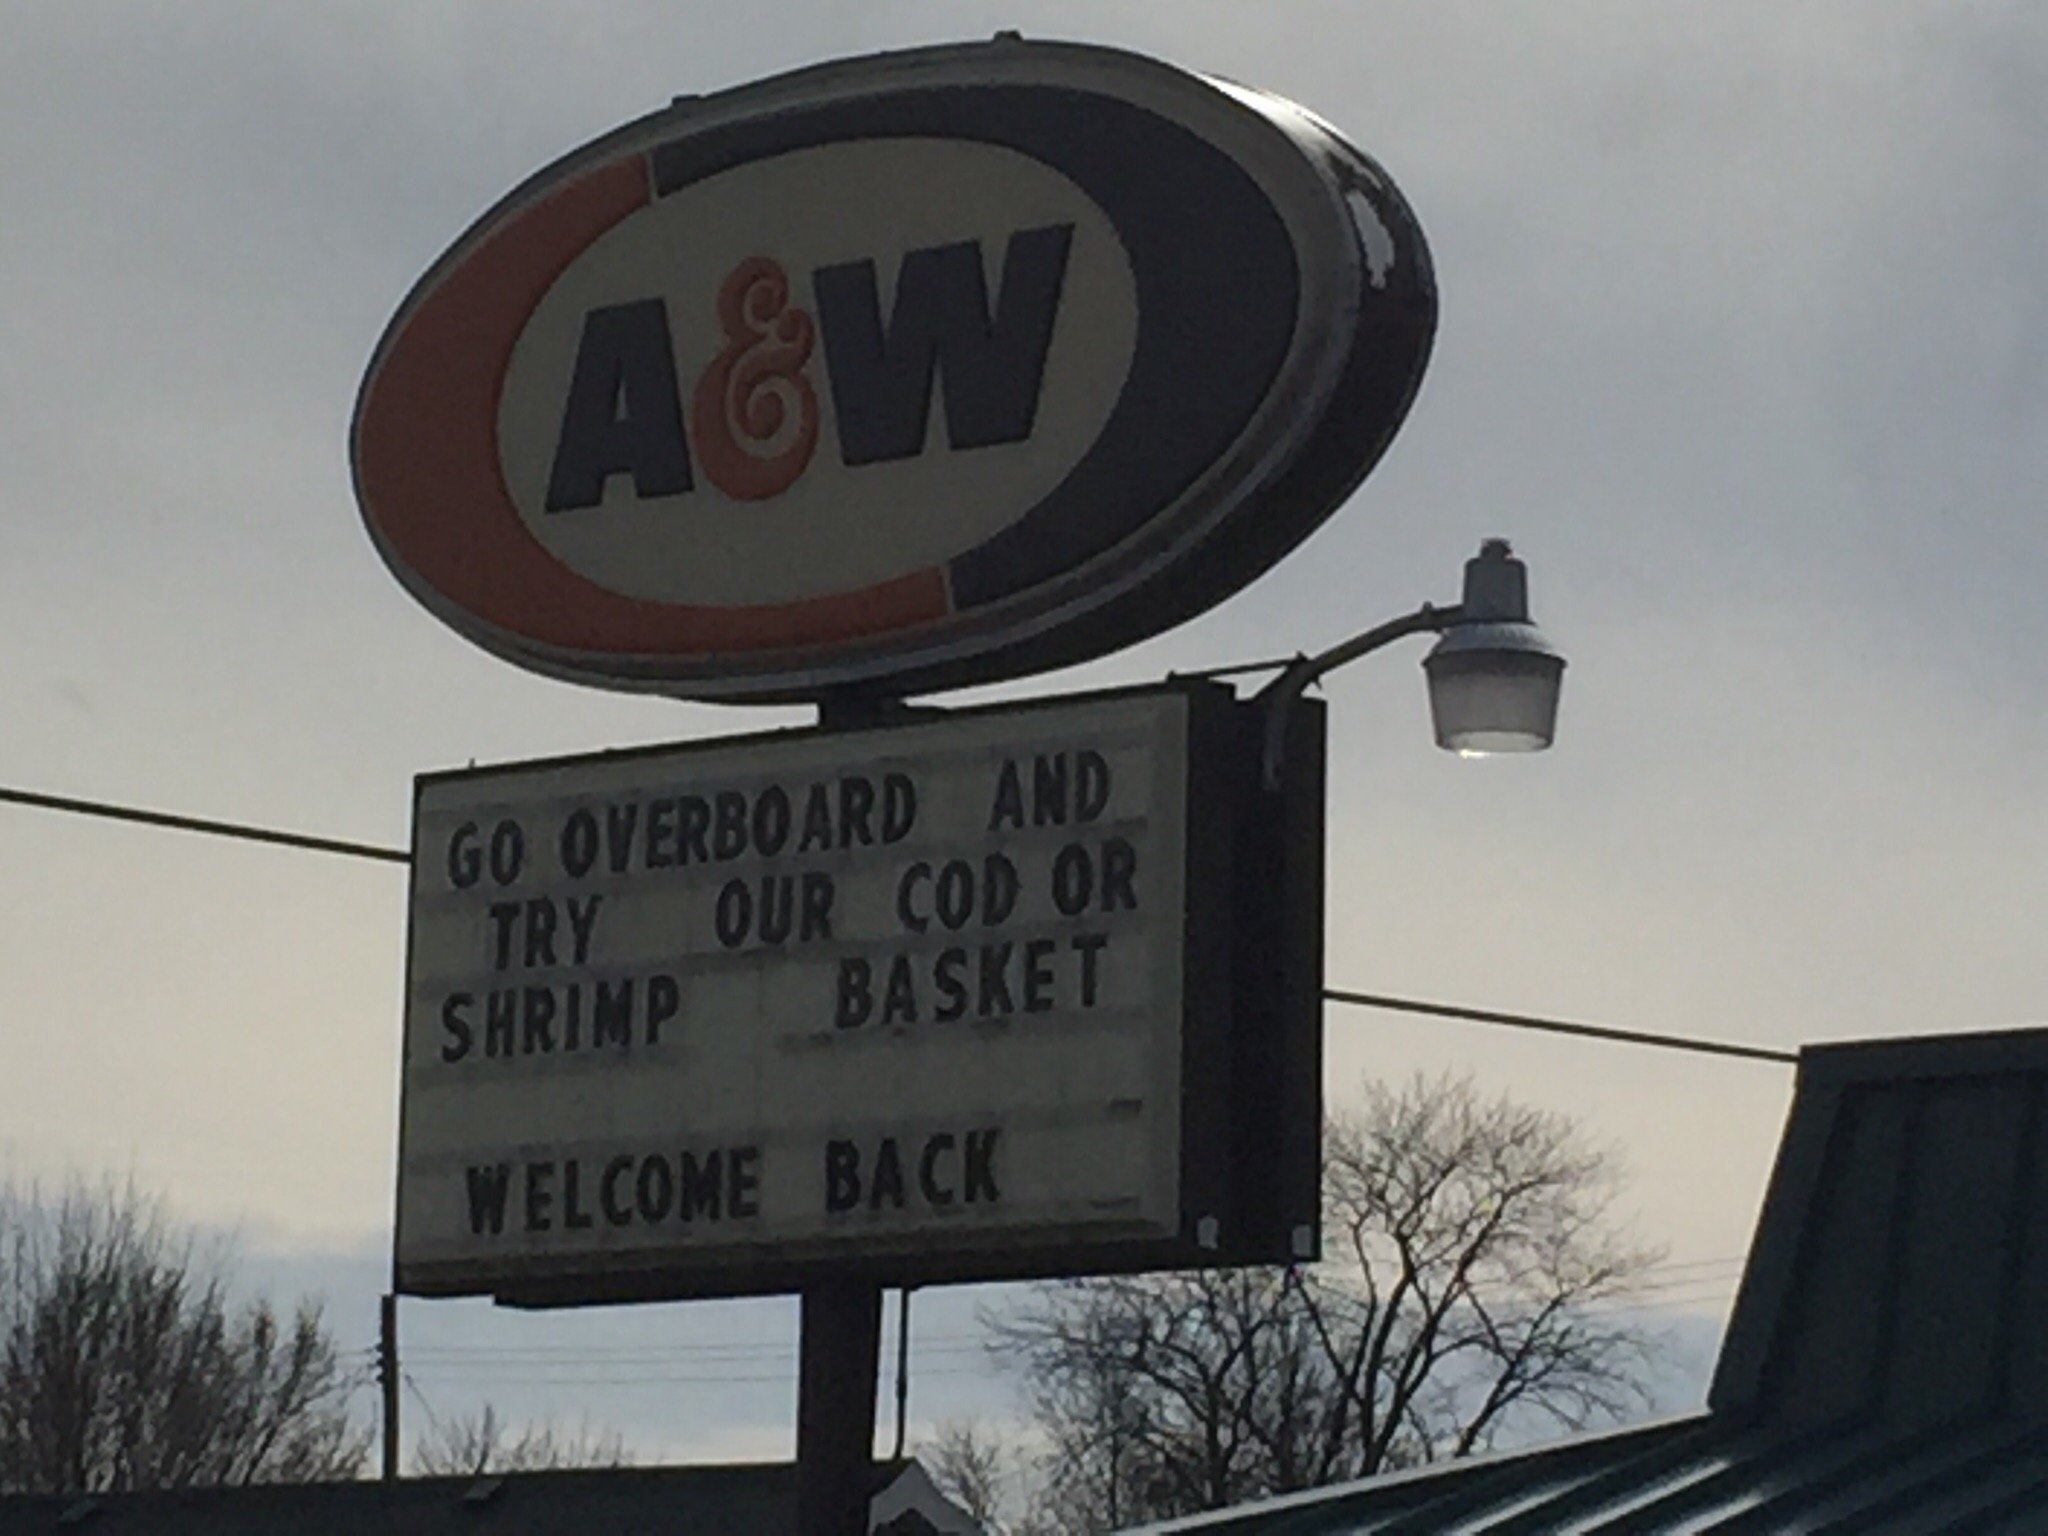 A&W
GO OVERBOARD AND
TRY OUR COD OR
SHRIMP BASKET
WELCOME BACK